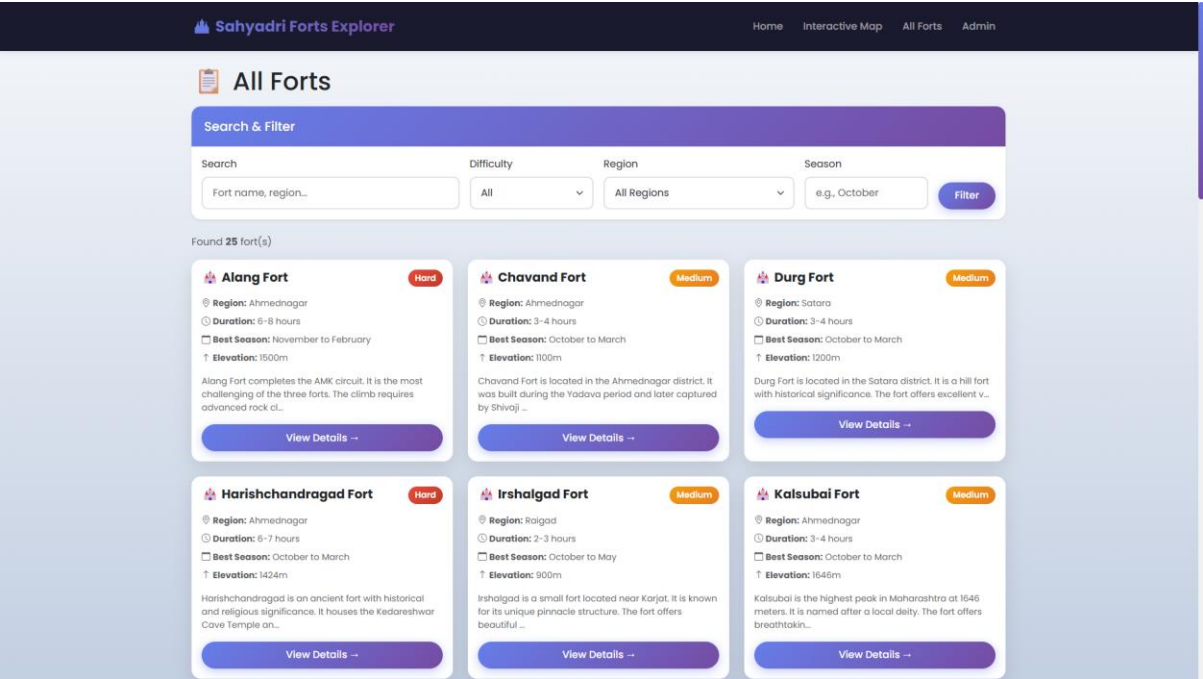 Sahyadri Forts Explorer
Home Interactive Map All Forts Admin
All Forts
Search & Filter
Search Difficulty Region Season
Fort name, region... All All Regions e.g., October Filter
Found 25 fort(s)
Alang Fort Hard
Region: Ahmednagar
Duration: 6-8 hours
Best Season: November to February
↑ Elevation: 1500m
Alang Fort completes the AMK circuit. It is the most
challenging of the three forts. The climb requires
advanced rock cl...
View Details →
Chavand Fort Medium
Region: Ahmednagar
Duration: 3-4 hours
Best Season: October to March
↑ Elevation: 1100m
Chavand Fort is located in the Ahmednagar district. It
was built during the Yadava period and later captured
by Shivaji ...
View Details →
Durg Fort Medium
Region: Satara
Duration: 3-4 hours
Best Season: October to March
↑ Elevation: 1200m
Durg Fort is located in the Satara district. It is a hill fort
with historical significance. The fort offers excellent v...
View Details →
Harishchandragad Fort Hard
Region: Ahmednagar
Duration: 6-7 hours
Best Season: October to March
↑ Elevation: 1424m
Harishchandragad is an ancient fort with historical
and religious significance. It houses the Kedareshwar
Cave Temple an...
View Details →
Irshalgad Fort Medium
Region: Raigad
Duration: 2-3 hours
Best Season: October to May
↑ Elevation: 900m
Irshalgad is a small fort located near Karjat. It is known
for its unique pinnacle structure. The fort offers
beautiful ...
View Details →
Kalsubai Fort Medium
Region: Ahmednagar
Duration: 3-4 hours
Best Season: October to March
↑ Elevation: 1646m
Kalsubai is the highest peak in Maharashtra at 1646
meters. It is named after a local deity. The fort offers
breathtakin...
View Details →